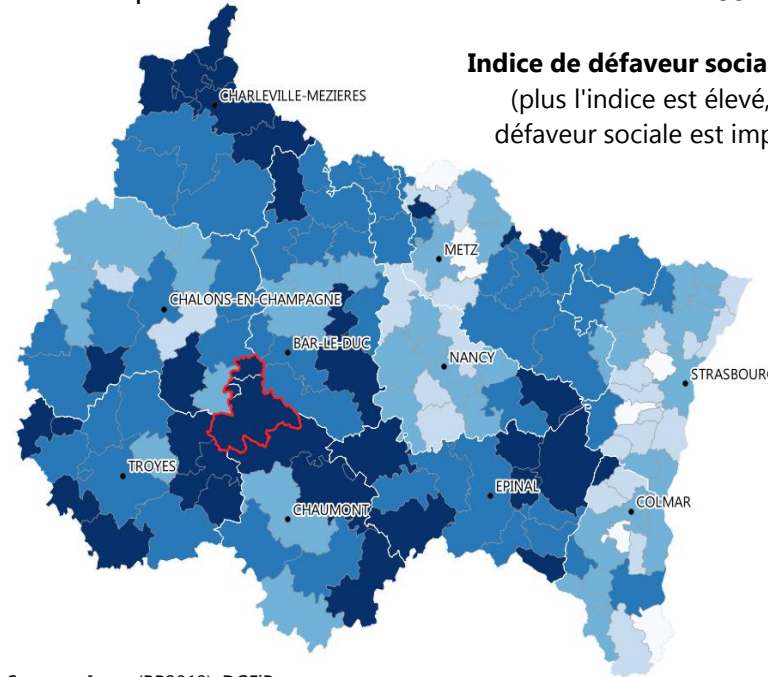 Indice de défaveur socia
(plus l'indice est élevé,
défaveur sociale est imp
CHARLEVILLE-MEZIERES
METZ
CHALONS-EN-CHAMPAGNE
BAR-LE-DUC
NANCY
STRASBOURG
TROYES
EPINAL
COLMAR
CHAUMONT